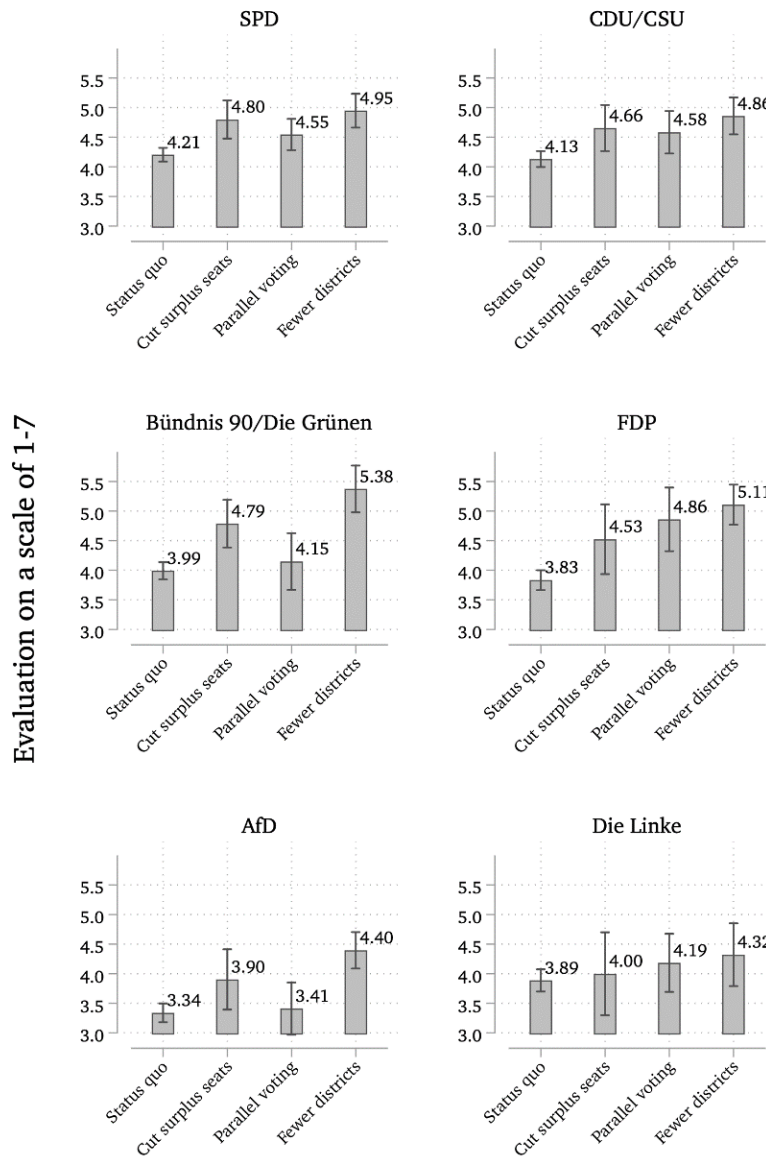 SPD
5.5
5.0
4.5
4.0
3.5
3.0
4.21
4.80
4.55
4.95
Status quo
Cut surplus seats
Parallel voting
Fewer districts
CDU/CSU
5.5
5.0
4.5
4.0
3.5
3.0
4.13
4.66
4.58
4.86
Status quo
Cut surplus seats
Parallel voting
Fewer districts
Evaluation on a scale of 1-7
Bündnis 90/Die Grünen
5.5
5.0
4.5
4.0
3.5
3.0
3.99
4.79
4.15
5.38
Status quo
Cut surplus seats
Parallel voting
Fewer districts
FDP
5.5
5.0
4.5
4.0
3.5
3.0
3.83
4.53
4.86
5.11
Status quo
Cut surplus seats
Parallel voting
Fewer districts
AfD
5.5
5.0
4.5
4.0
3.5
3.0
3.34
3.90
3.41
4.40
Status quo
Cut surplus seats
Parallel voting
Fewer districts
Die Linke
5.5
5.0
4.5
4.0
3.5
3.0
3.89
4.00
4.19
4.32
Status quo
Cut surplus seats
Parallel voting
Fewer districts